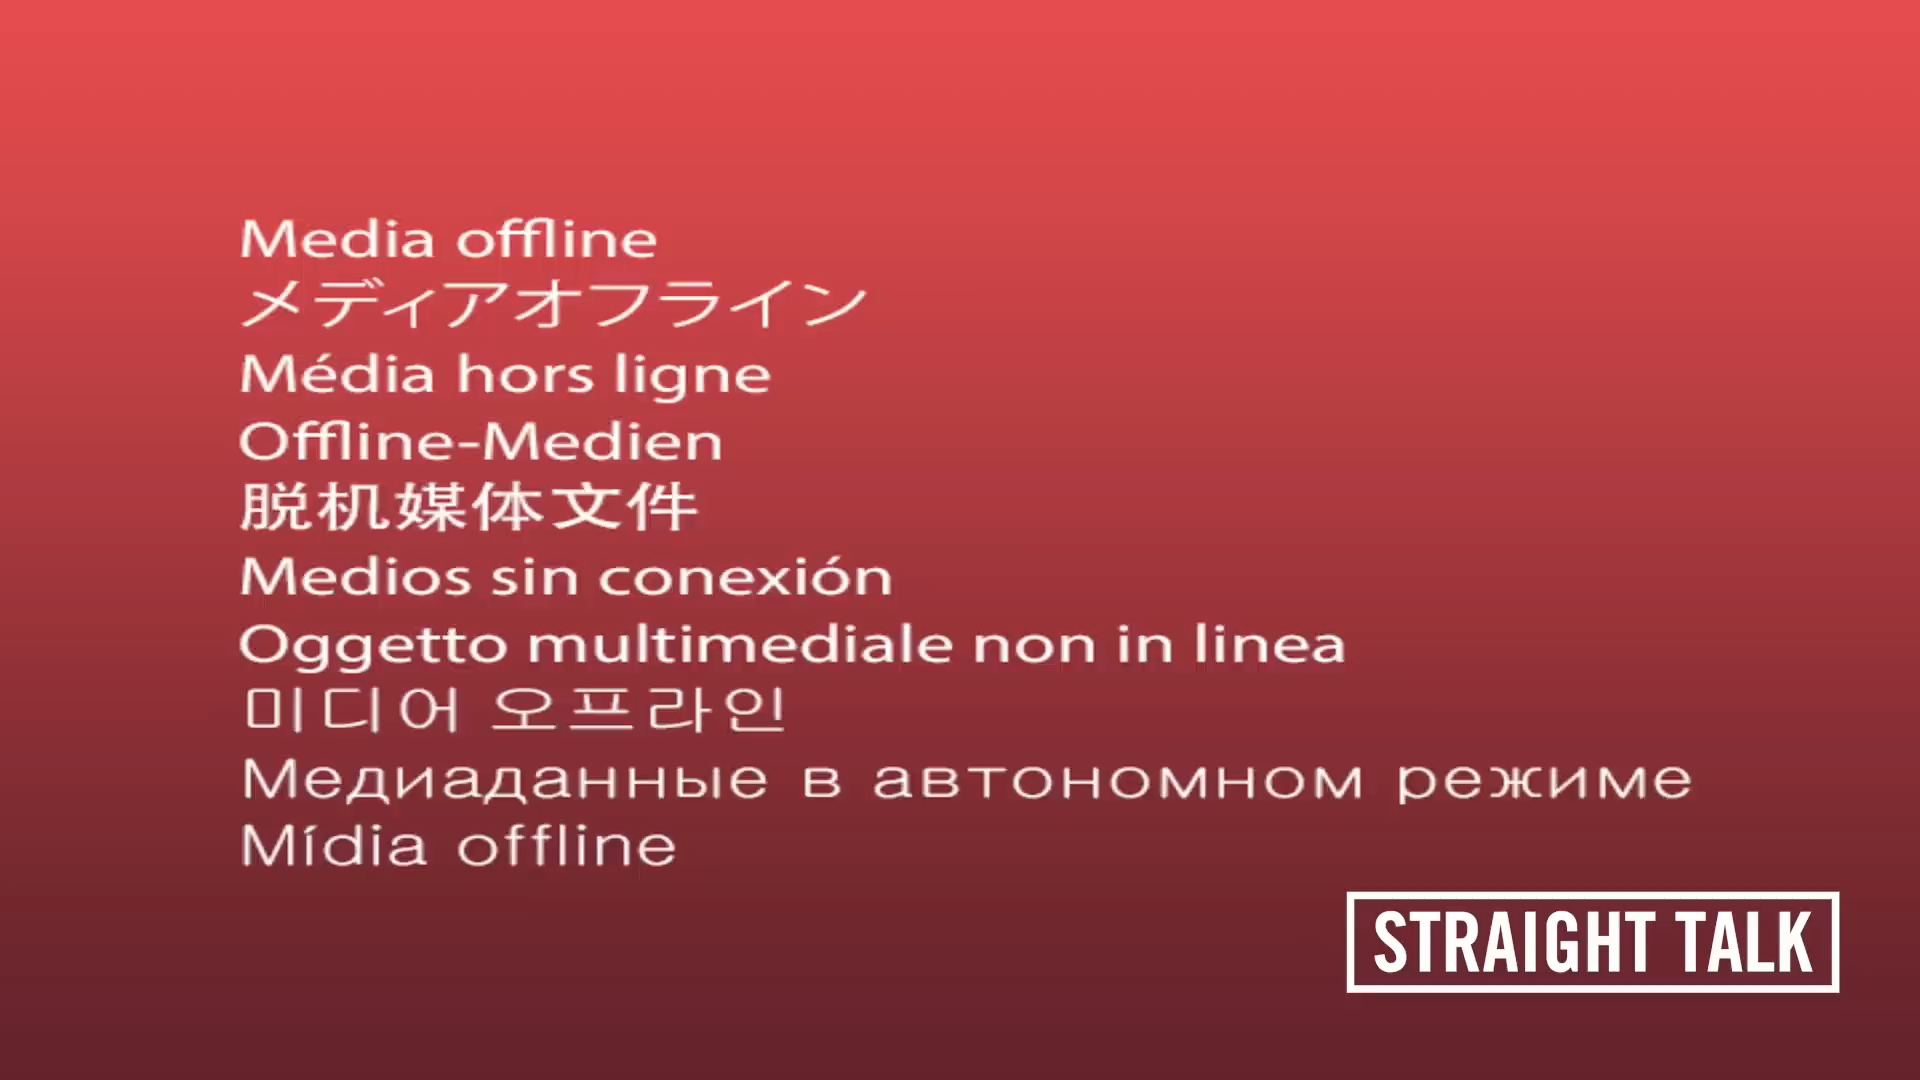 Media offline
メディアオフライン
Média hors ligne
Offline-Medien
脱机媒体文件
Medios sin conexión
Oggetto multimediale non in linea
미디어 오프라인
Медиаданные в автономном режиме
Mídia offline
STRAIGHT TALK